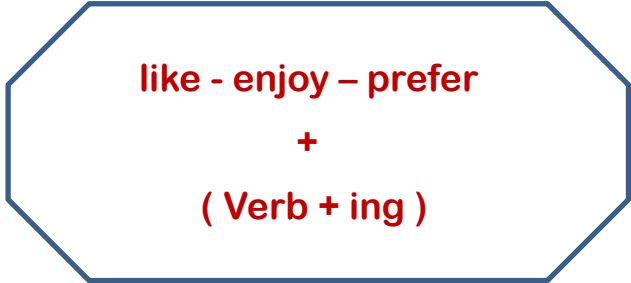 like - enjoy – prefer
+
( Verb + ing )